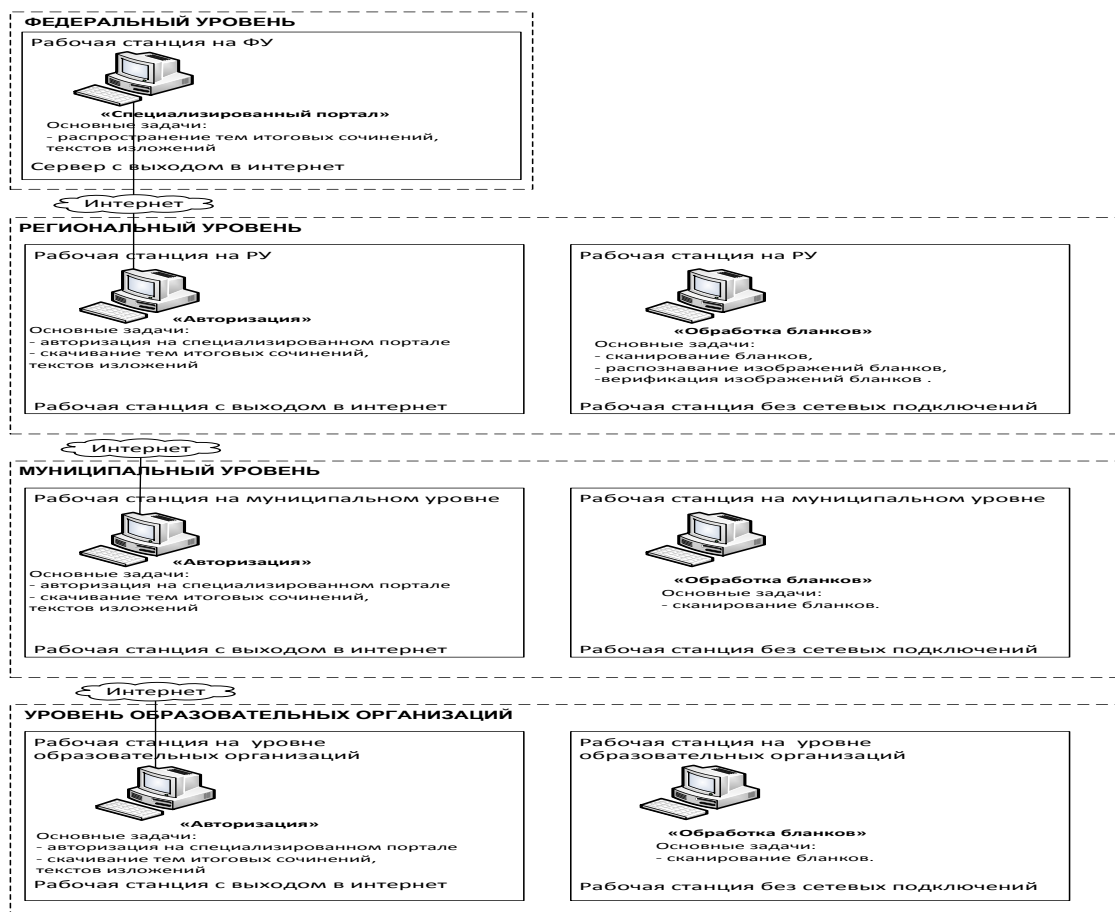 ФЕДЕРАЛЬНЫЙ УРОВЕНЬ
Рабочая станция на ФУ
«Специализированный портал»
Основные задачи:
- распространение тем итоговых сочинений,
текстов изложений
Сервер с выходом в интернет
Интернет
РЕГИОНАЛЬНЫЙ УРОВЕНЬ
Рабочая станция на РУ
«Авторизация»
Основные задачи:
- авторизация на специализированном портале
- скачивание тем итоговых сочинений,
текстов изложений
Рабочая станция с выходом в интернет
Рабочая станция на РУ
«Обработка бланков»
Основные задачи:
- сканирование бланков,
- распознавание изображений бланков,
-верификация изображений бланков .
Рабочая станция без сетевых подключений
Интернет
МУНИЦИПАЛЬНЫЙ УРОВЕНЬ
Рабочая станция на муниципальном уровне
«Авторизация»
Основные задачи:
- авторизация на специализированном портале
- скачивание тем итоговых сочинений,
текстов изложений
Рабочая станция с выходом в интернет
Рабочая станция на муниципальном уровне
«Обработка бланков»
Основные задачи:
- сканирование бланков.
Рабочая станция без сетевых подключений
Интернет
УРОВЕНЬ ОБРАЗОВАТЕЛЬНЫХ ОРГАНИЗАЦИЙ
Рабочая станция на уровне
образовательных организаций
«Авторизация»
Основные задачи:
- авторизация на специализированном портале
- скачивание тем итоговых сочинений,
текстов изложений
Рабочая станция с выходом в интернет
Рабочая станция на уровне
образовательных организаций
«Обработка бланков»
Основные задачи:
- сканирование бланков.
Рабочая станция без сетевых подключений